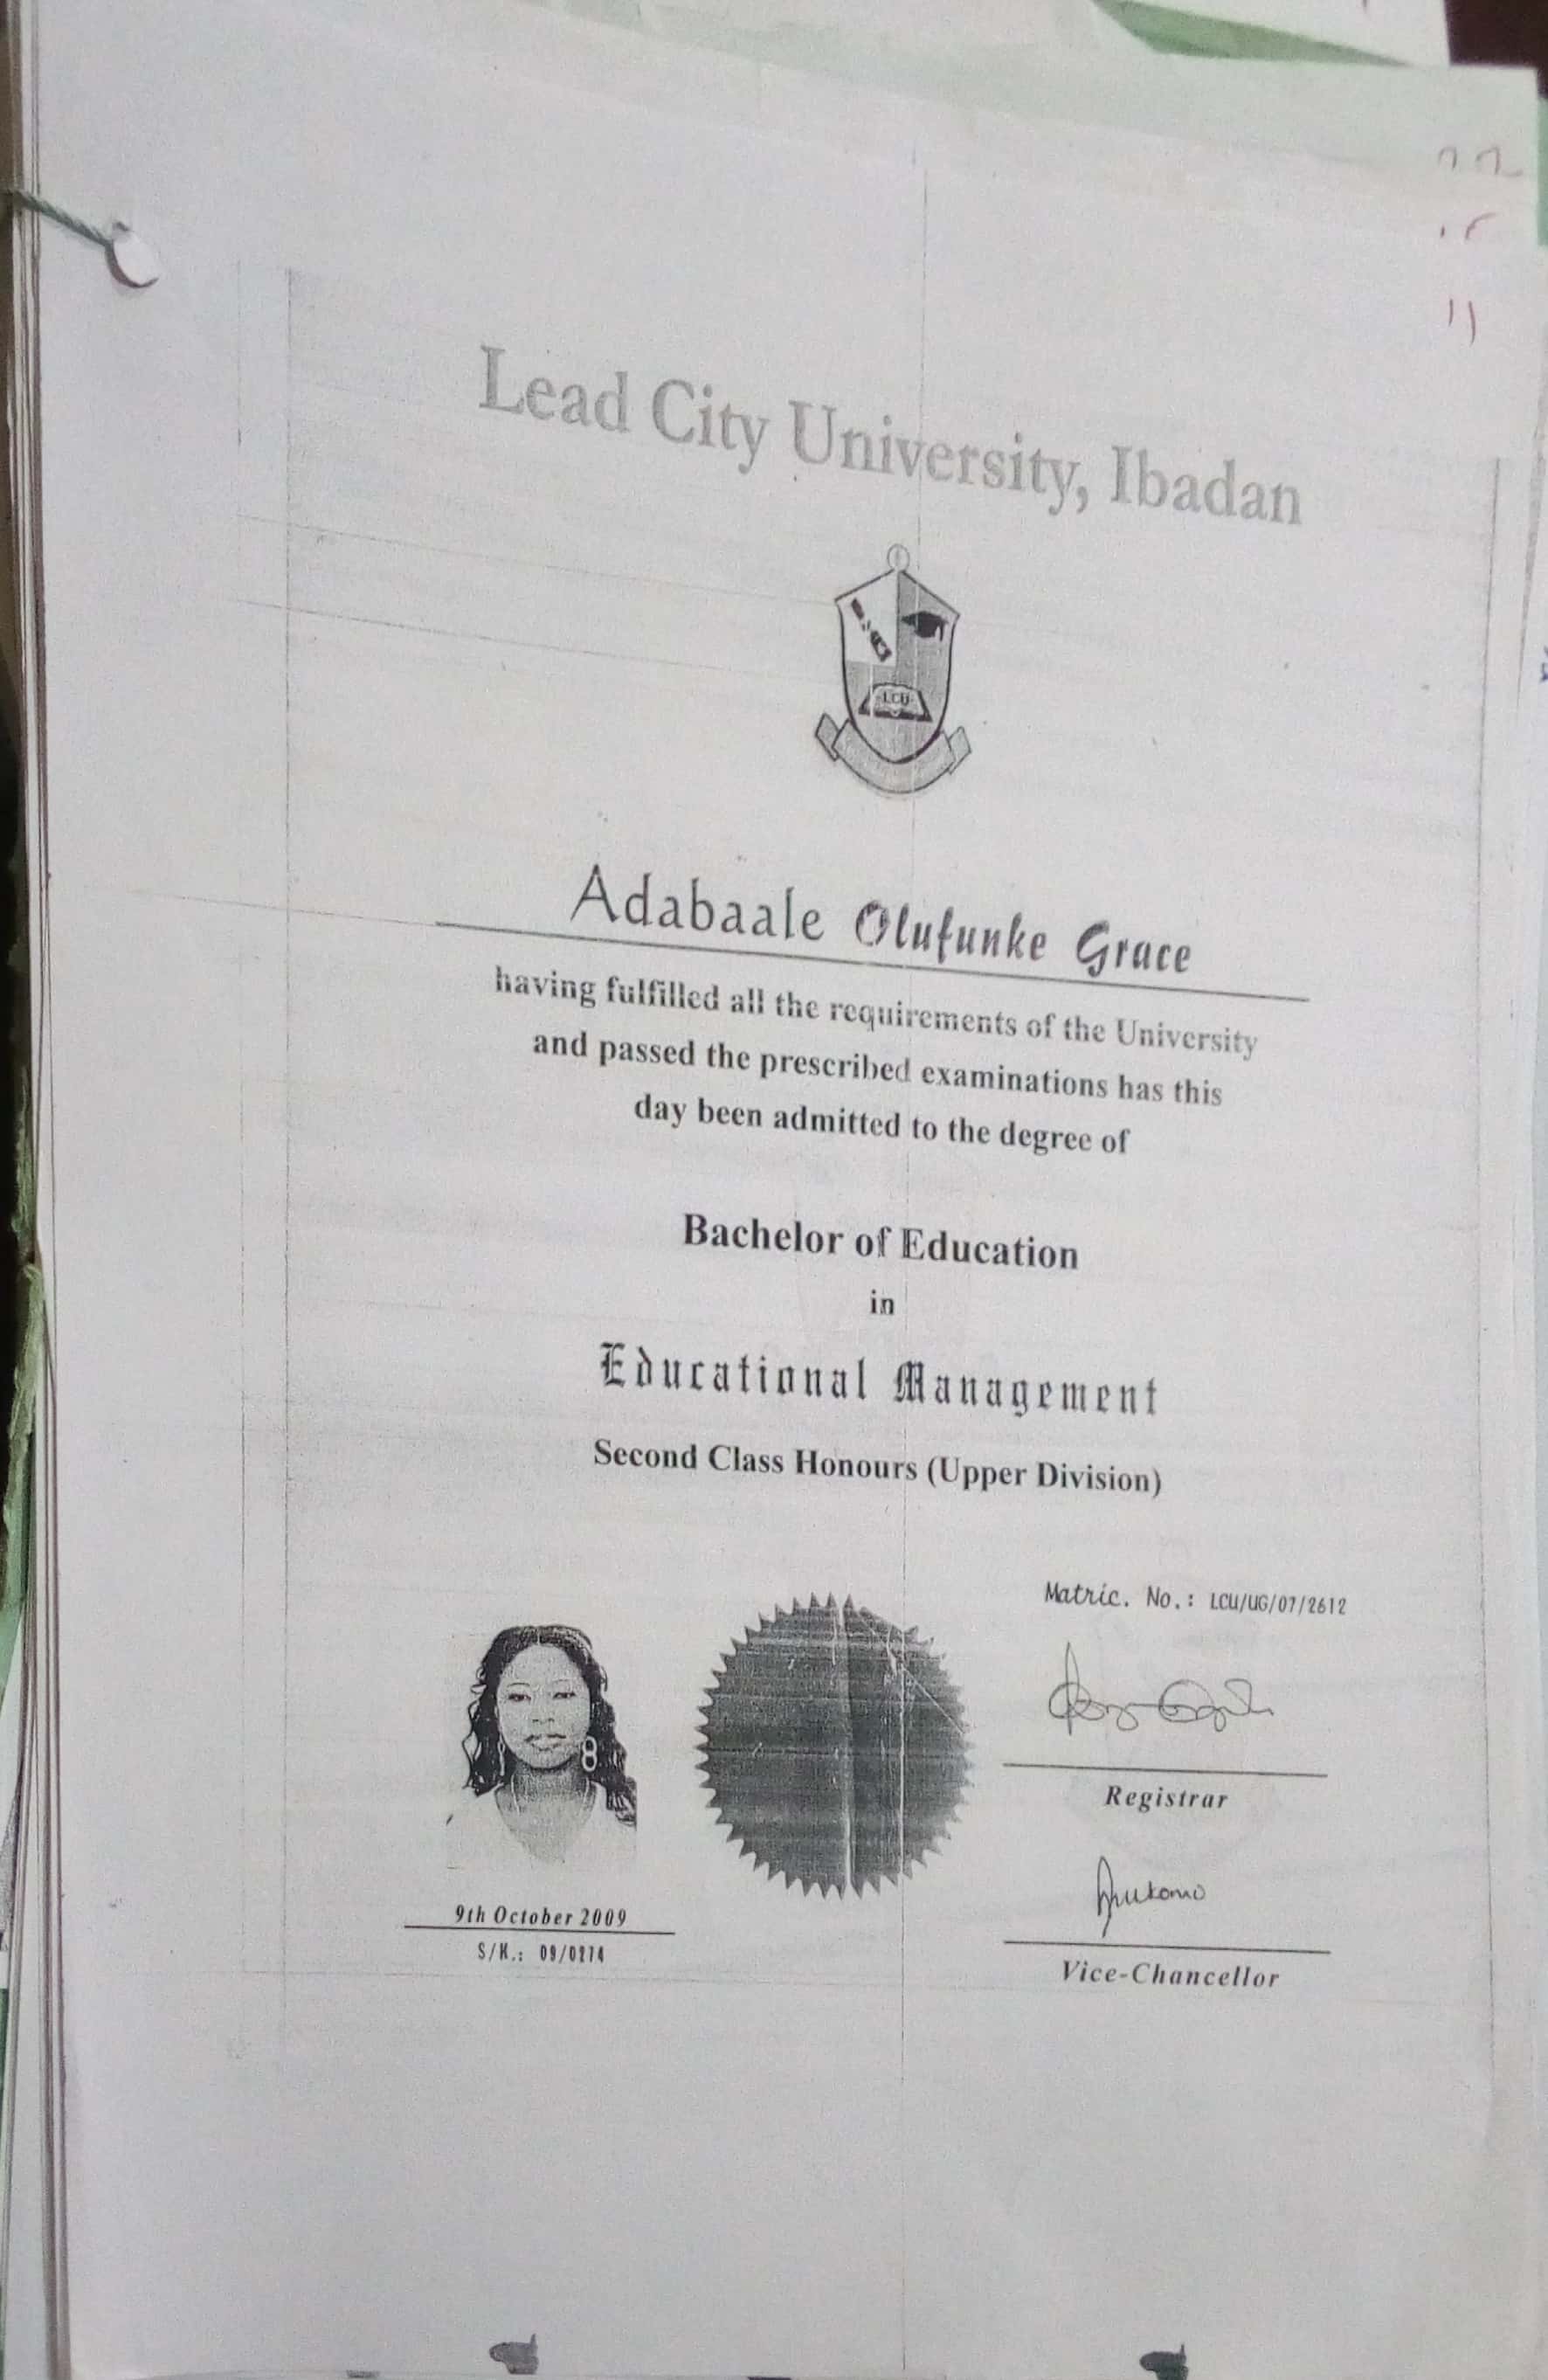 Lead City University, Ibadan
LCU
Adabaale Olufunke Grace
having fulfilled all the requirements of the University
and passed the prescribed examinations has this
day been admitted to the degree of
Bachelor of Education
in
Educational Management
Second Class Honours (Upper Division)
Matric. No.: LCU/UG/07/2612
Registrar
9th October 2009
S/N.: 09/0274
Vice-Chancellor